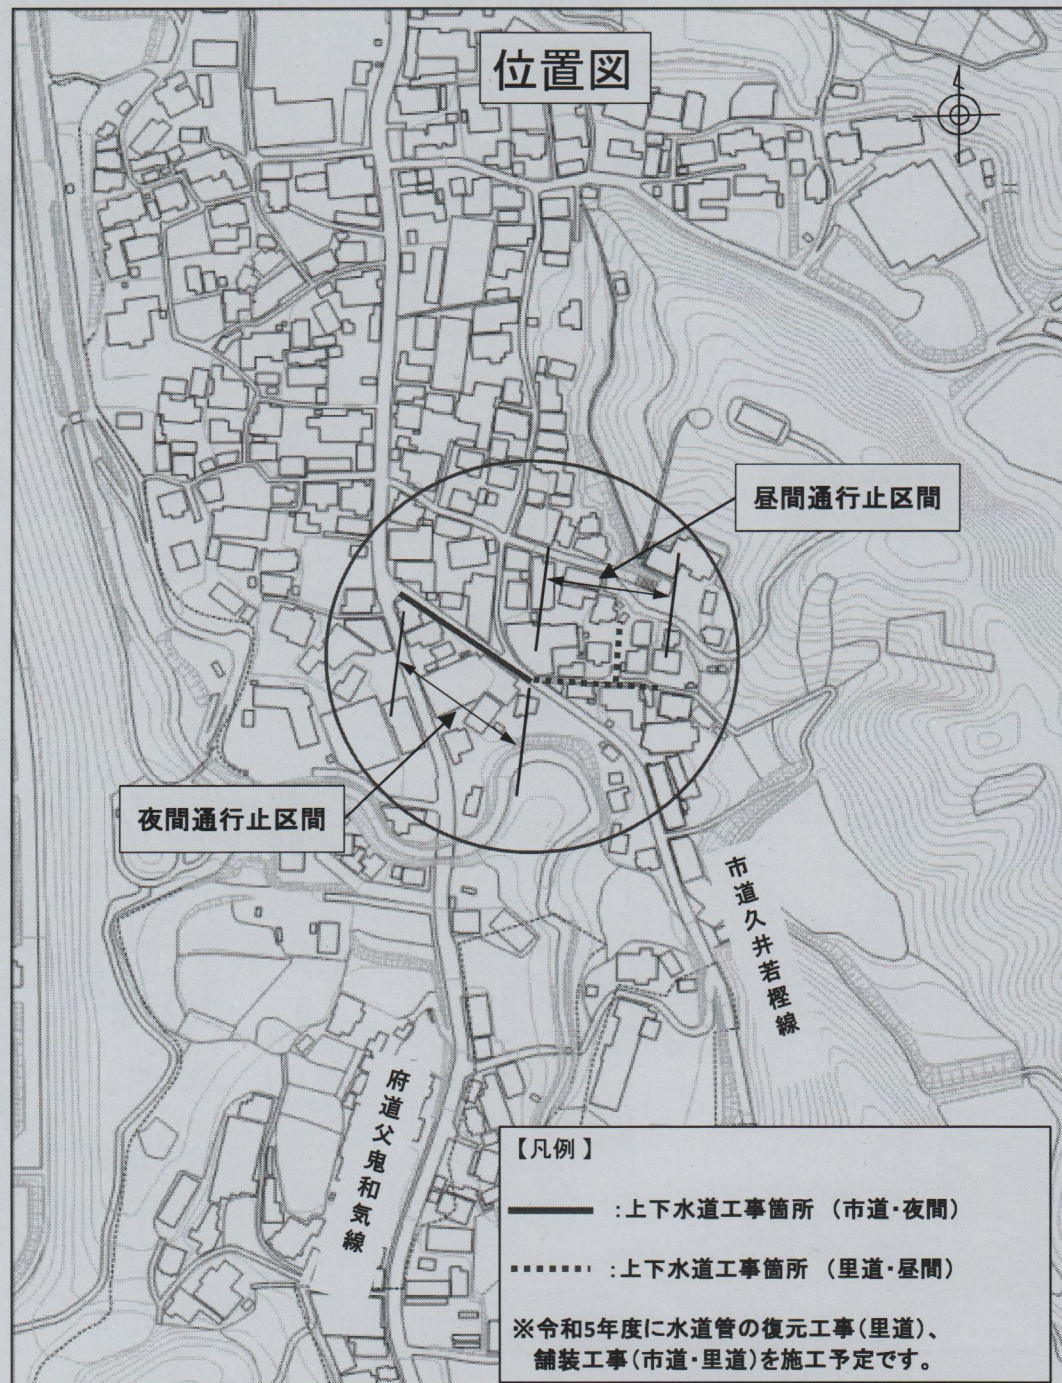 位置図
昼間通行止区間
夜間通行止区間
市道久井若樫線
府道父鬼和気線
【凡例】
:上下水道工事箇所 (市道・夜間)
:上下水道工事箇所 (里道・昼間)
※令和5年度に水道管の復元工事(里道)、
舗装工事(市道・里道)を施工予定です。